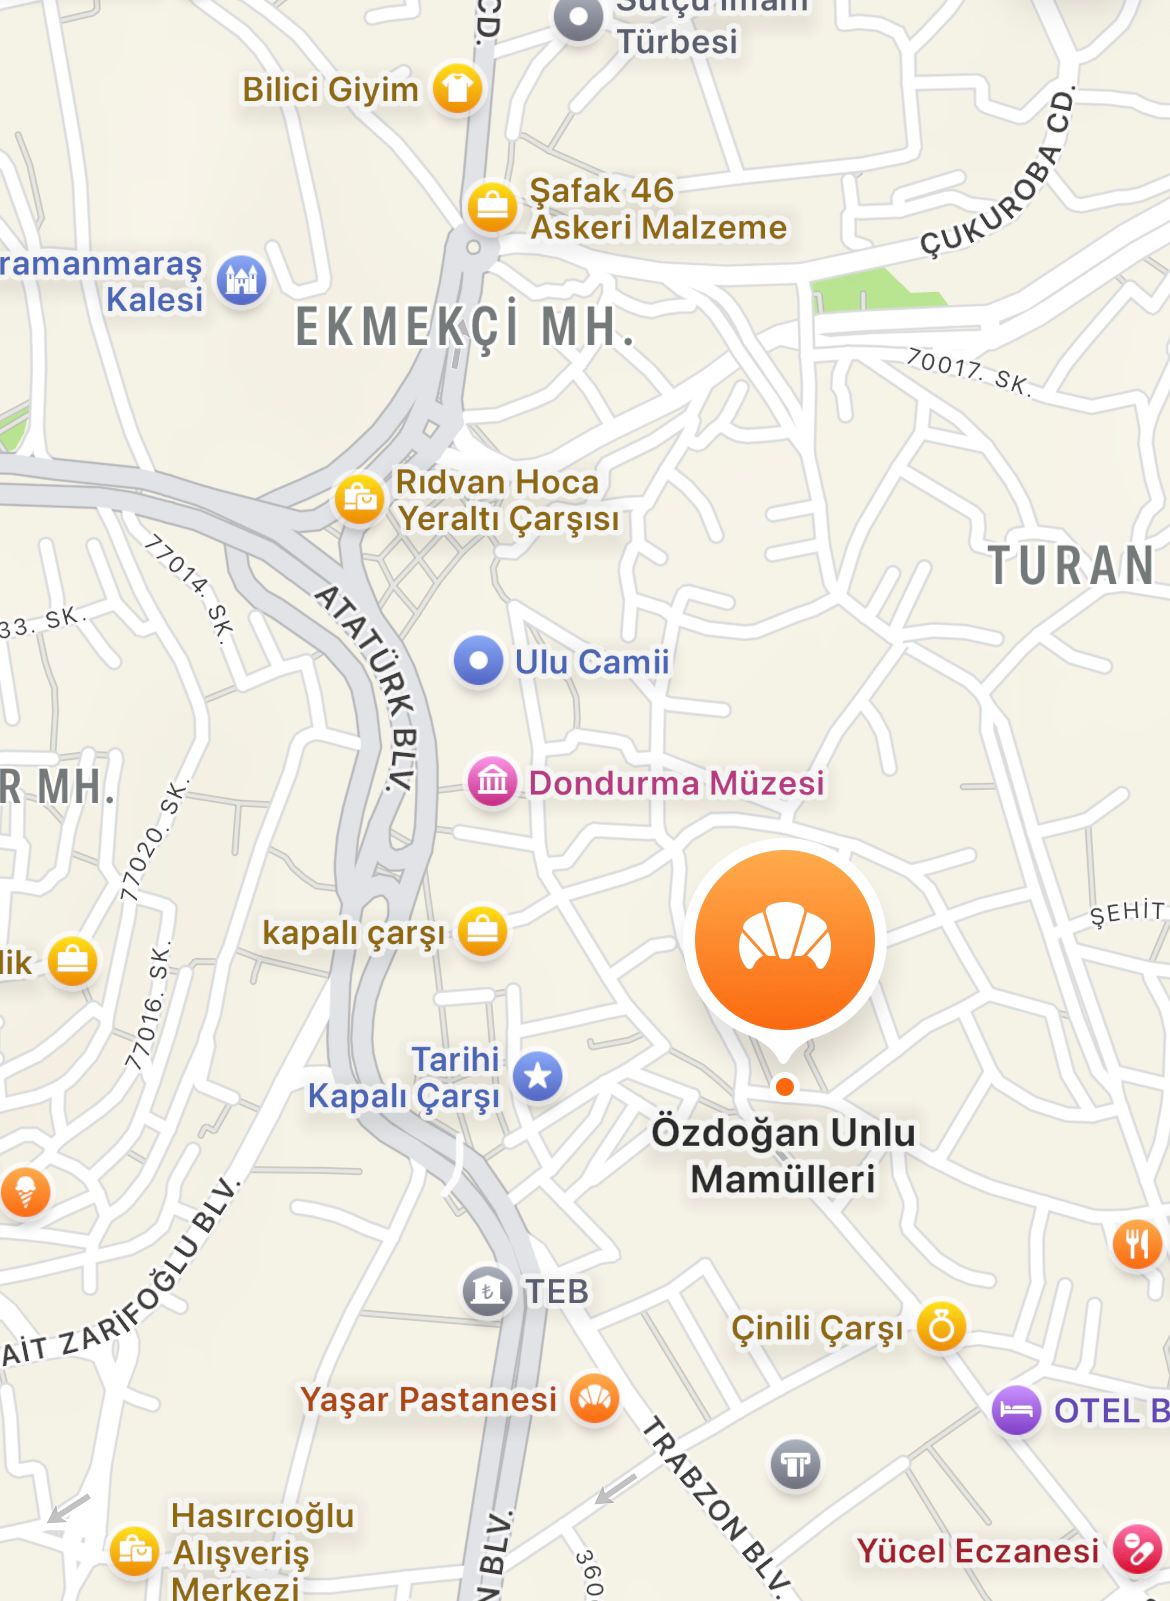 CD.
Sütçü İmam
Türbesi
Bilici Giyim
ÇUKUROBA CD.
Şafak 46
Askeri Malzeme
ramanmaraş
Kalesi
EKMEKÇİ MH.
70017. SK.
Rıdvan Hoca
Yeraltı Çarşısı
77014. SK.
TURAN
33. SK.
ATATÜRK BLV.
Ulu Camii
R MH.
Dondurma Müzesi
77020. SK.
ŞEHİT
kapalı çarşı
lik
77016. SK.
Tarihi
Kapalı Çarşı
Özdoğan Unlu
Mamülleri
AİT ZARİFOĞLU BLV.
TEB
Çinili Çarşı
Yaşar Pastanesi
OTEL B
TRABZON BLV.
Hasırcıoğlu
Alışveriş
Merkezi
N BLV.
360
Yücel Eczanesi